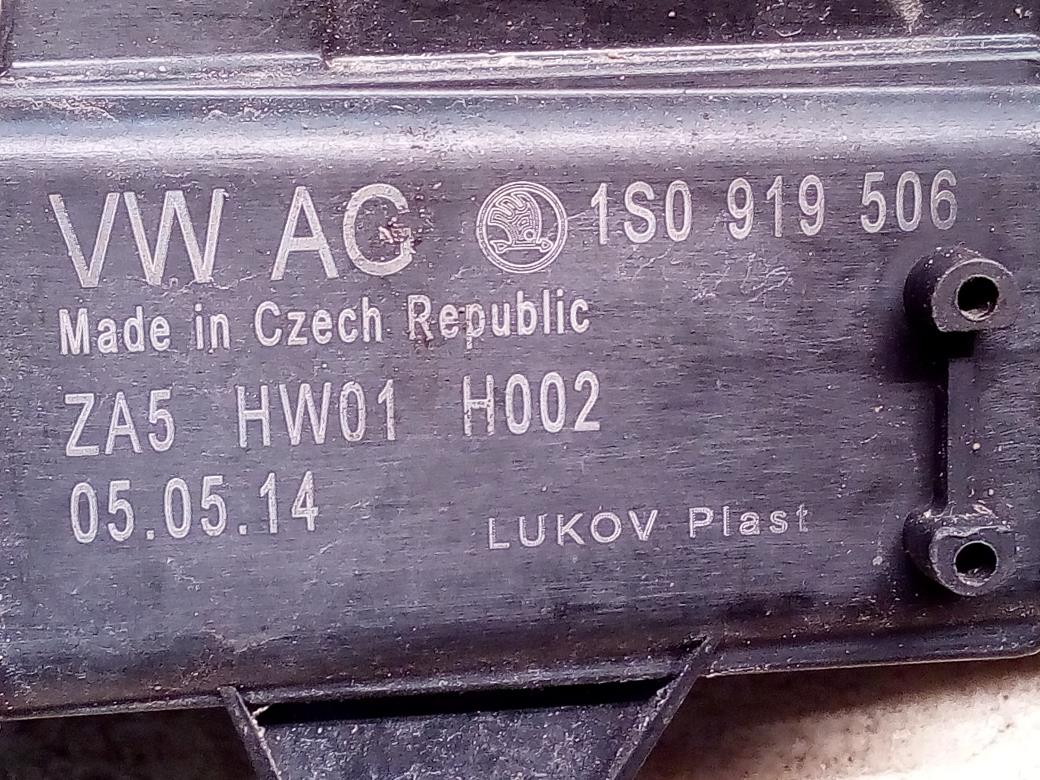 VW AG 1S0 919 506
Made in Czech Republic
ZA5 HW01 H002
05.05.14
LUKOV Plast